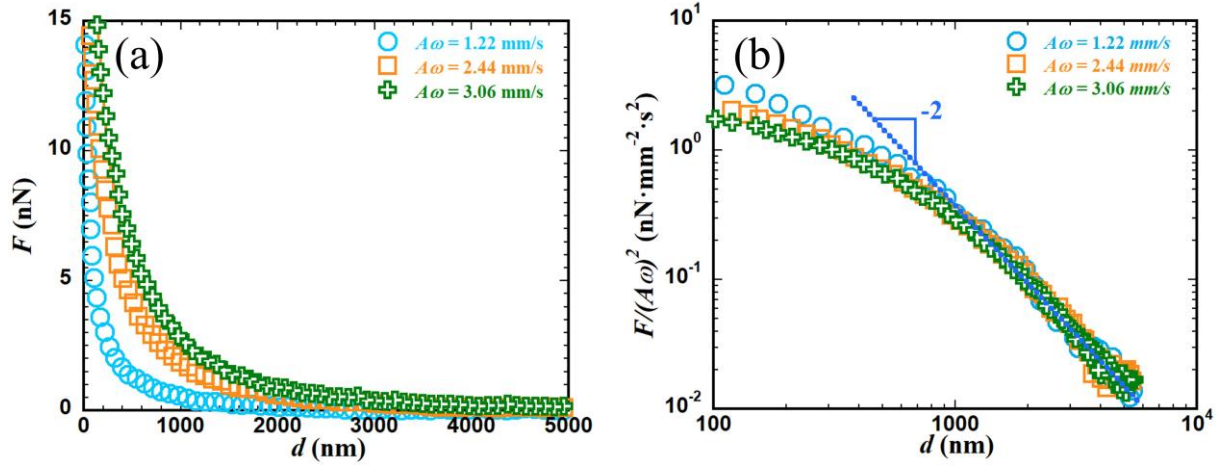 (a)
Aω = 1.22 mm/s
Aω = 2.44 mm/s
Aω = 3.06 mm/s
15
10
5
0
F (nN)
0 1000 2000 3000 4000 5000
d (nm)
(b)
Aω = 1.22 mm/s
Aω = 2.44 mm/s
Aω = 3.06 mm/s
-2
10¹
10⁰
10⁻¹
10⁻²
F/(Aω)² (nN·mm⁻²·s²)
100 1000 10⁴
d (nm)